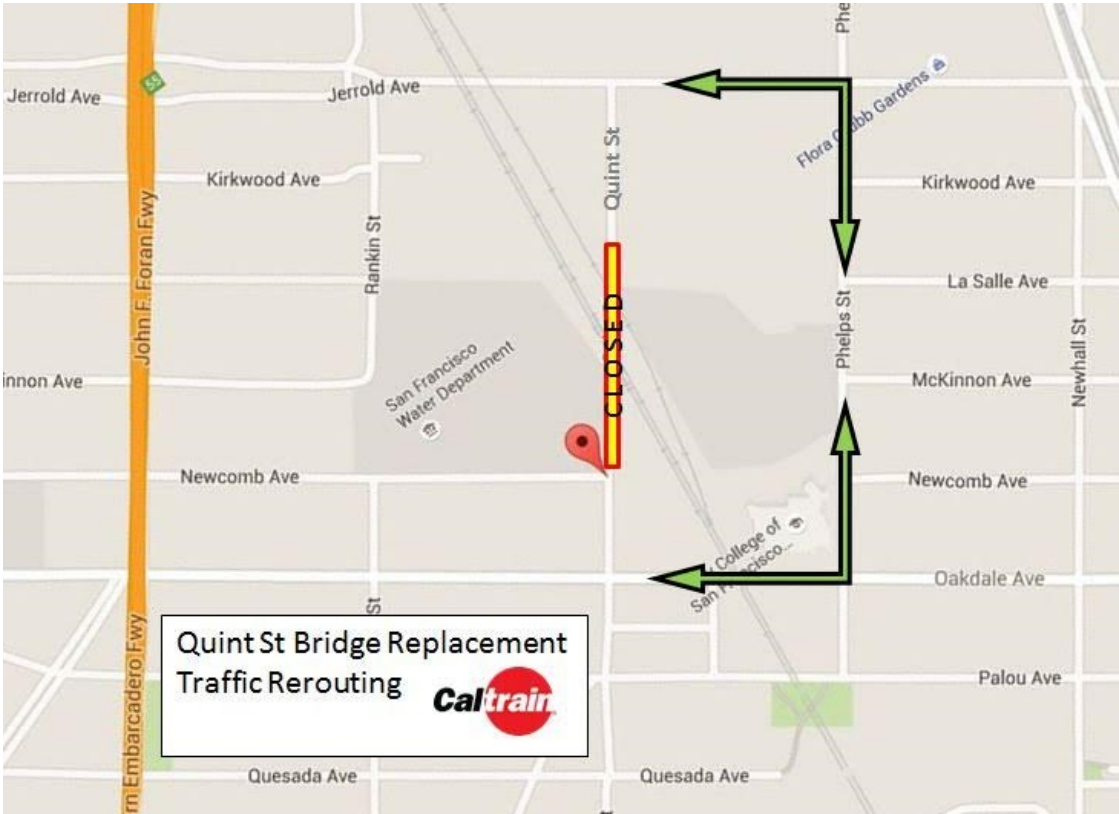 Phe
55
Jerrold Ave
Jerrold Ave
Flora Grubb Gardens
Quint St
Kirkwood Ave
Kirkwood Ave
John F. Foran Fwy
Rankin St
La Salle Ave
CLOSED
Phelps St
Newhall St
innon Ave
San Francisco
Water Department
McKinnon Ave
Newcomb Ave
Newcomb Ave
College of
San Francisco...
Oakdale Ave
St
Quint St Bridge Replacement
Traffic Rerouting
Caltrain
Palou Ave
rn Embarcadero Fwy
Quesada Ave
Quesada Ave